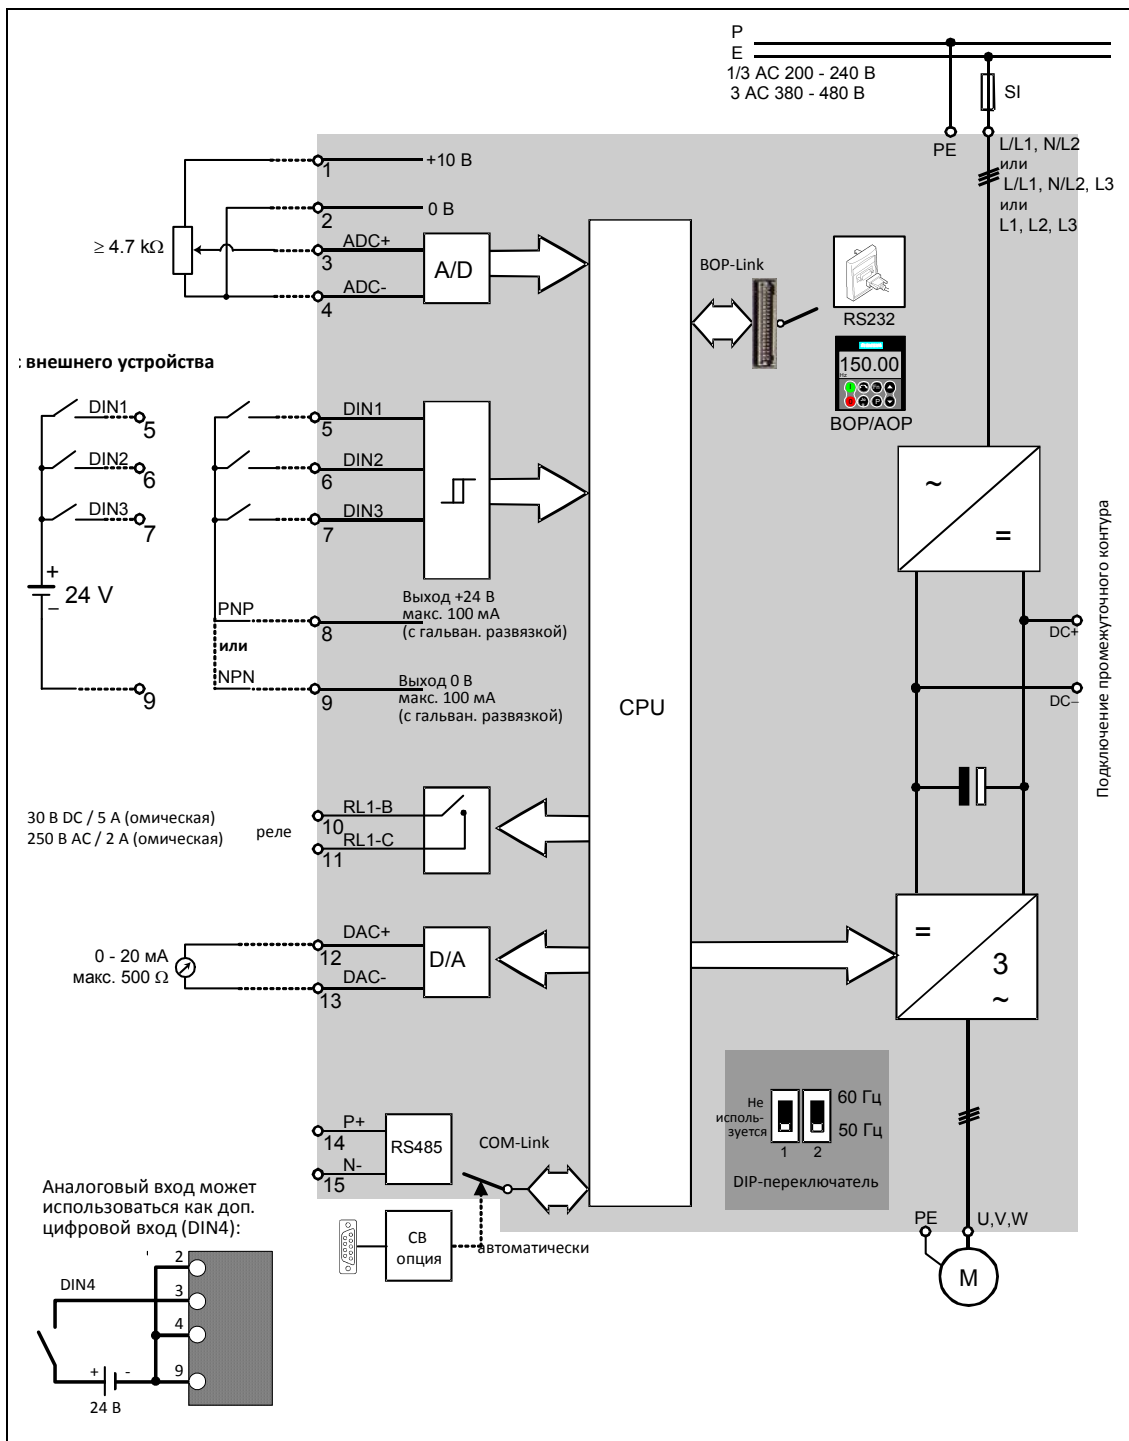 P
E
1/3 AC 200 - 240 В
3 AC 380 - 480 В
SI
PE
L/L1, N/L2
или
L/L1, N/L2, L3
или
L1, L2, L3
1
+10 В
2
0 В
≥ 4.7 kΩ
ADC+
3
ADC-
4
A/D
BOP-Link
RS232
150.00
Hz
BOP/AOP
: внешнего устройства
DIN1
5
DIN2
6
DIN3
7
+
24 V
–
9
DIN1
5
DIN2
6
DIN3
7
PNP
8
Выход +24 В
макс. 100 мА
(с гальван. развязкой)
или
NPN
9
Выход 0 В
макс. 100 мА
(с гальван. развязкой)
CPU
~
=
DC+
DC–
Подключение промежуточного контура
30 В DC / 5 А (омическая)
250 В AC / 2 А (омическая)
реле
RL1-B
10
RL1-C
11
0 - 20 мА
макс. 500 Ω
DAC+
12
DAC-
13
D/A
=
3
~
P+
14
N-
15
RS485
COM-Link
CB
опция
автоматически
Не
исполь-
зуется
60 Гц
50 Гц
1 2
DIP-переключатель
PE
U,V,W
M
Аналоговый вход может
использоваться как доп.
цифровой вход (DIN4):
DIN4
2
3
4
9
+ -
24 В